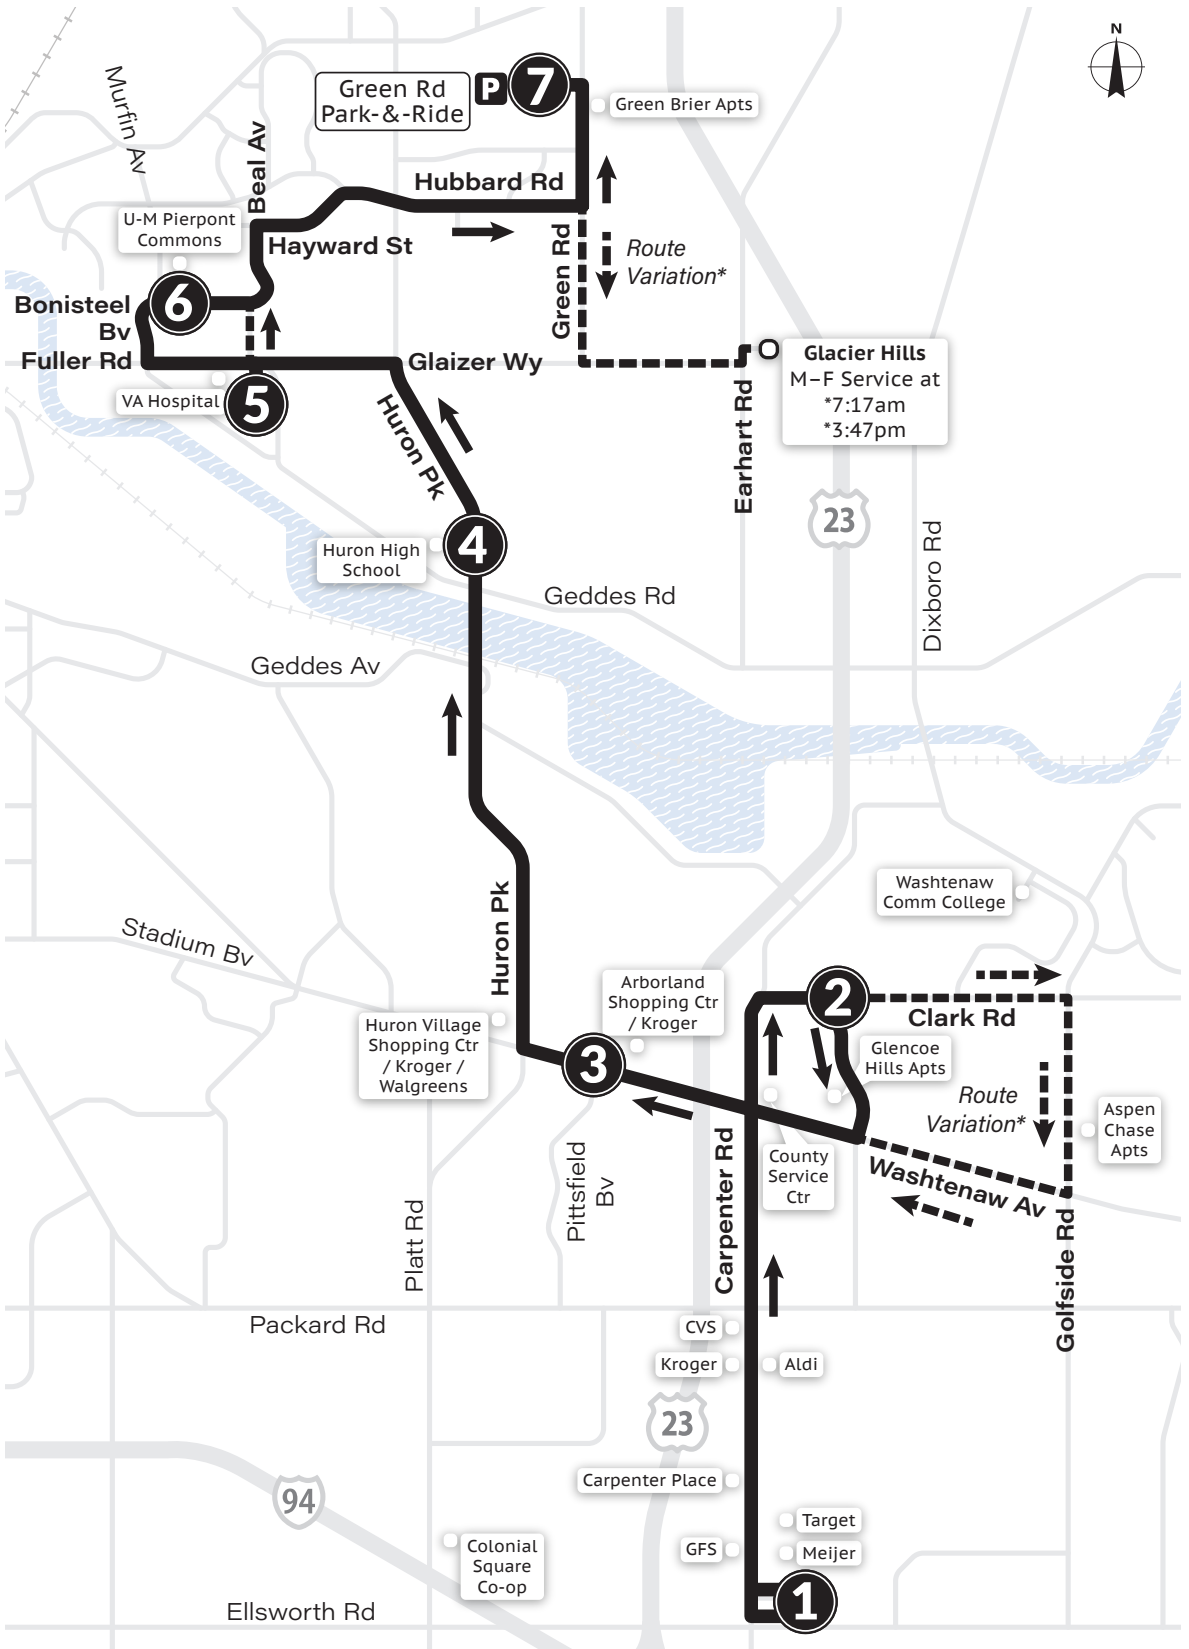 N
Murfin Av
Green Rd
Park-&-Ride
P
7
Green Brier Apts
Beal Av
Hubbard Rd
U-M Pierpont
Commons
Hayward St
Green Rd
Route
Variation*
6
Bonisteel
Bv
Fuller Rd
Glaizer Wy
Glacier Hills
M–F Service at
*7:17am
*3:47pm
VA Hospital
5
Huron Pk
Earhart Rd
23
4
Huron High
School
Dixboro Rd
Geddes Rd
Geddes Av
Washtenaw
Comm College
Huron Pk
Stadium Bv
Arborland
Shopping Ctr
/ Kroger
2
Clark Rd
Huron Village
Shopping Ctr
/ Kroger /
Walgreens
3
Glencoe
Hills Apts
Route
Variation*
Aspen
Chase
Apts
County
Service
Ctr
Washtenaw Av
Carpenter Rd
Pittsfield
Bv
Platt Rd
Golfside Rd
Packard Rd
CVS
Kroger
Aldi
23
Carpenter Place
94
Target
GFS
Meijer
Colonial
Square
Co-op
1
Ellsworth Rd